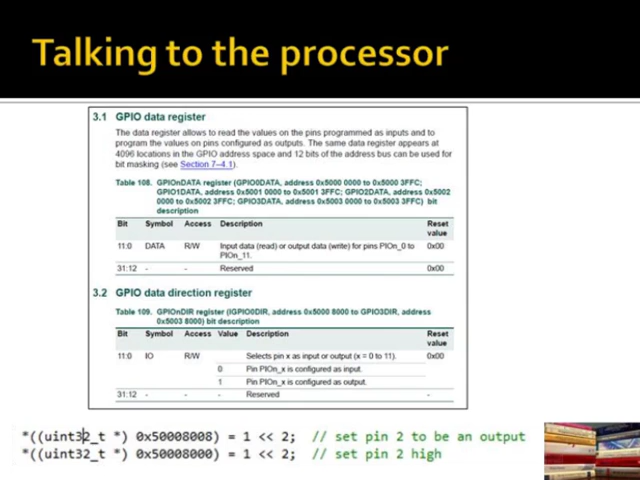 Talking to the processor
3.1 GPIO data register
The data register allows to read the values on the pins programmed as inputs and to
program the values on pins configured as outputs. The same data register appears at
4096 locations in the GPIO address space and 12 bits of the address bus can be used for
bit masking (see Section 7–4.1).
Table 108. GPIOnDATA register (GPIO0DATA, address 0x5000 0000 to 0x5000 3FFC;
GPIO1DATA, address 0x5001 0000 to 0x5001 3FFC; GPIO2DATA, address 0x5002
0000 to 0x5002 3FFC; GPIO3DATA, address 0x5003 0000 to 0x5003 3FFC) bit
description
Bit Symbol Access Description Reset
value
11:0 DATA R/W Input data (read) or output data (write) for pins PIOn_0 to 0x00
PIOn_11.
31:12 - - Reserved 0x00
3.2 GPIO data direction register
Table 109. GPIOnDIR register (IGPIO0DIR, address 0x5000 8000 to GPIO3DIR, address
0x5003 8000) bit description
Bit Symbol Access Value Description Reset
value
11:0 IO R/W Selects pin x as input or output (x = 0 to 11). 0x00
0 Pin PIOn_x is configured as input.
1 Pin PIOn_x is configured as output.
31:12 - - - Reserved -
*((uint32_t *) 0x50008008) = 1 << 2; // set pin 2 to be an output
*((uint32_t *) 0x50008000) = 1 << 2; // set pin 2 high